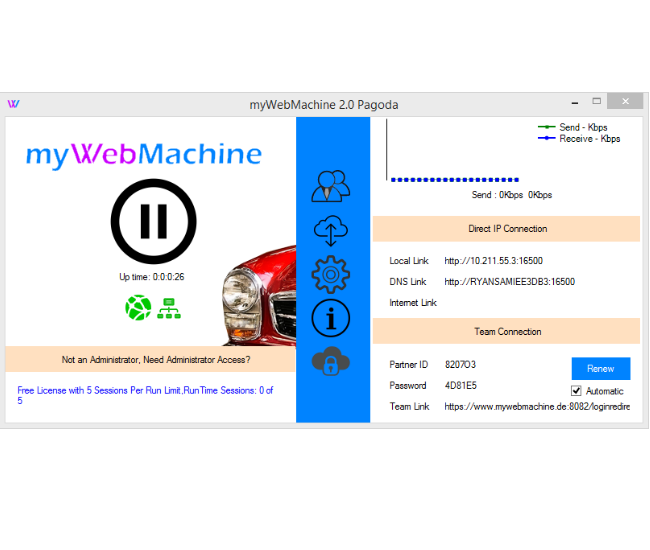 myWebMachine 2.0 Pagoda
myWebMachine
Up time: 0:0:0:26
Not an Administrator, Need Administrator Access?
Free License with 5 Sessions Per Run Limit,RunTime Sessions: 0 of
5
Send - Kbps
Receive - Kbps
Send : 0Kbps 0Kbps
Direct IP Connection
Local Link http://10.211.55.3:16500
DNS Link http://RYANSAMIEE3DB3:16500
Internet Link
Team Connection
Partner ID 8207O3
Renew
Password 4D81E5
Automatic
Team Link https://www.mywebmachine.de:8082/loginredire